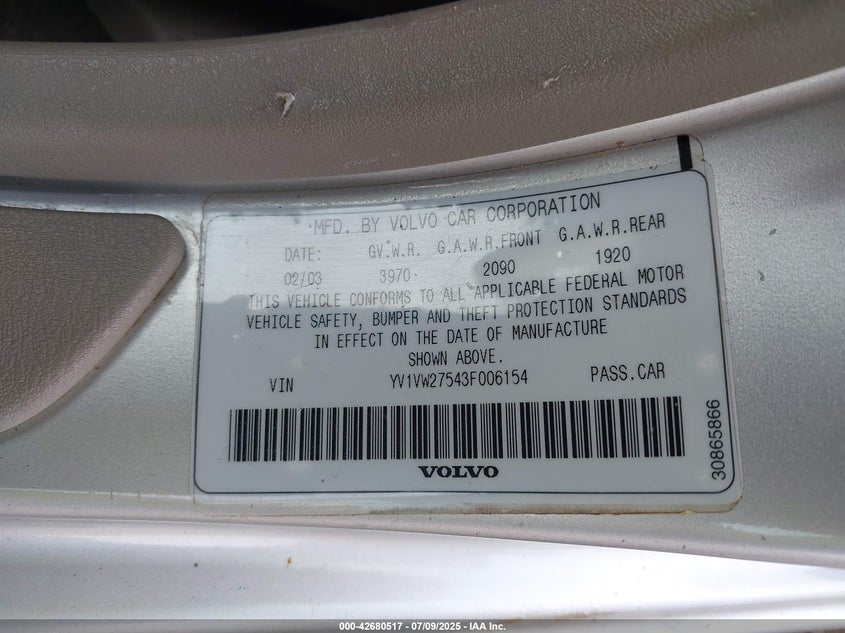 MFD. BY VOLVO CAR CORPORATION
DATE: G.V.W.R. G.A.W.R.FRONT G.A.W.R.REAR
02/03 3970 2090 1920
THIS VEHICLE CONFORMS TO ALL APPLICABLE FEDERAL MOTOR
VEHICLE SAFETY, BUMPER AND THEFT PROTECTION STANDARDS
IN EFFECT ON THE DATE OF MANUFACTURE
SHOWN ABOVE.
VIN YV1VW27543F006154 PASS.CAR
30865866
VOLVO
000-42680517 - 07/09/2025 - IAA Inc.